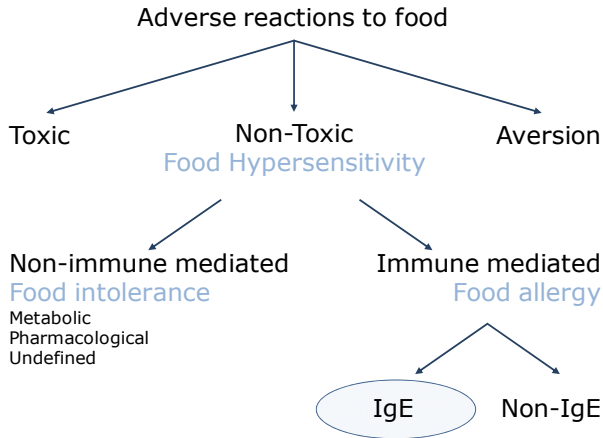 Adverse reactions to food
Toxic
Non-Toxic
Food Hypersensitivity
Aversion
Non-immune mediated
Food intolerance
Metabolic
Pharmacological
Undefined
Immune mediated
Food allergy
IgE
Non-IgE